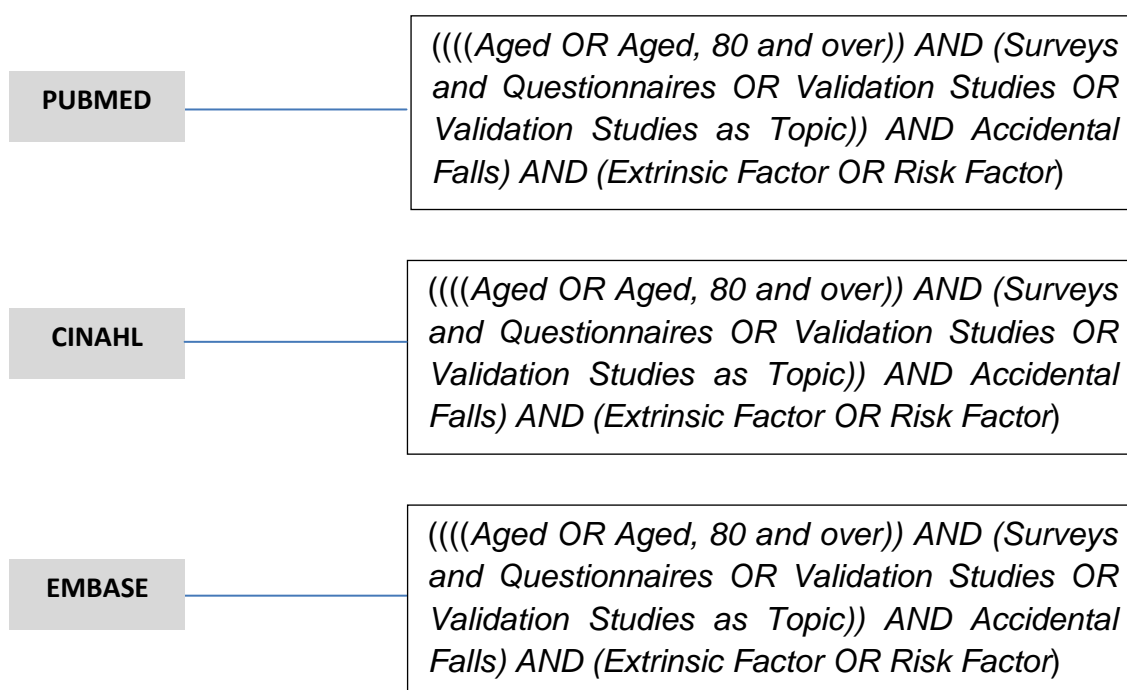 PUBMED
((((Aged OR Aged, 80 and over)) AND (Surveys
and Questionnaires OR Validation Studies OR
Validation Studies as Topic)) AND Accidental
Falls) AND (Extrinsic Factor OR Risk Factor)
CINAHL
((((Aged OR Aged, 80 and over)) AND (Surveys
and Questionnaires OR Validation Studies OR
Validation Studies as Topic)) AND Accidental
Falls) AND (Extrinsic Factor OR Risk Factor)
EMBASE
((((Aged OR Aged, 80 and over)) AND (Surveys
and Questionnaires OR Validation Studies OR
Validation Studies as Topic)) AND Accidental
Falls) AND (Extrinsic Factor OR Risk Factor)